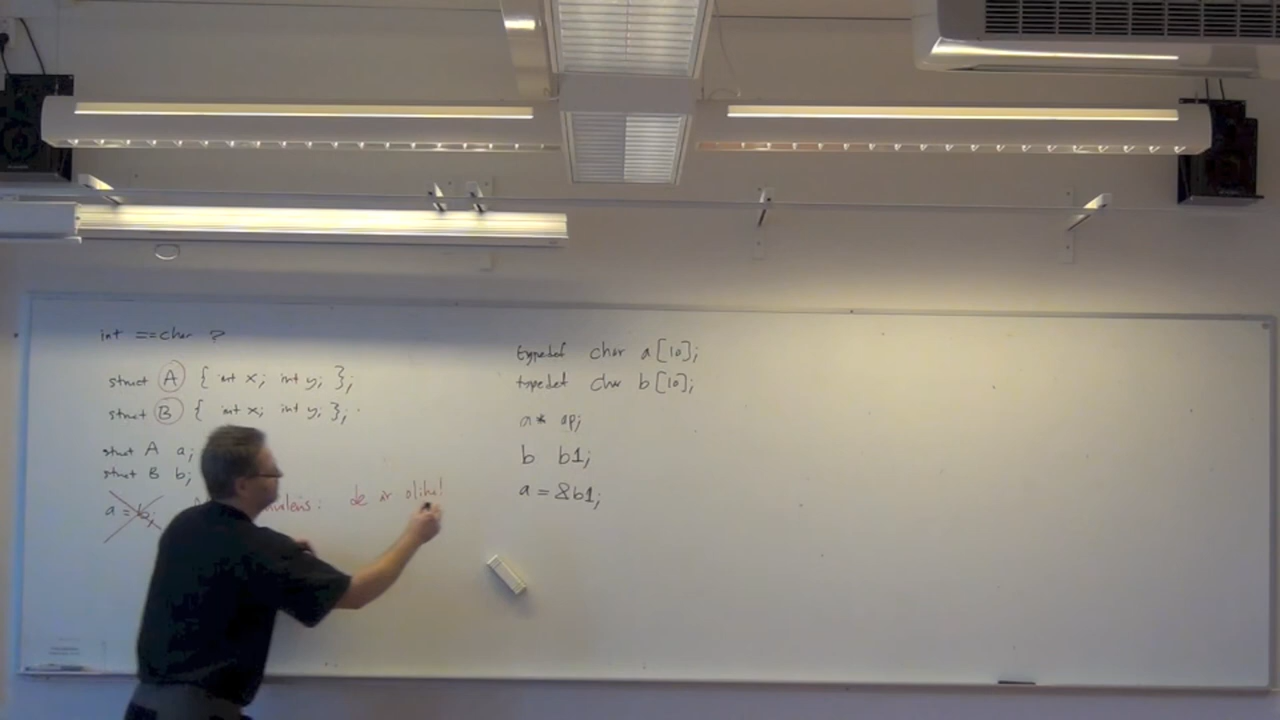 int == char ?
struct A { int x; int y; };
struct B { int x; int y; };
struct A a;
struct B b;
a = b;
de är olika!
typedef char a[10];
typedef char b[10];
a* ap;
b b1;
a = &b1;